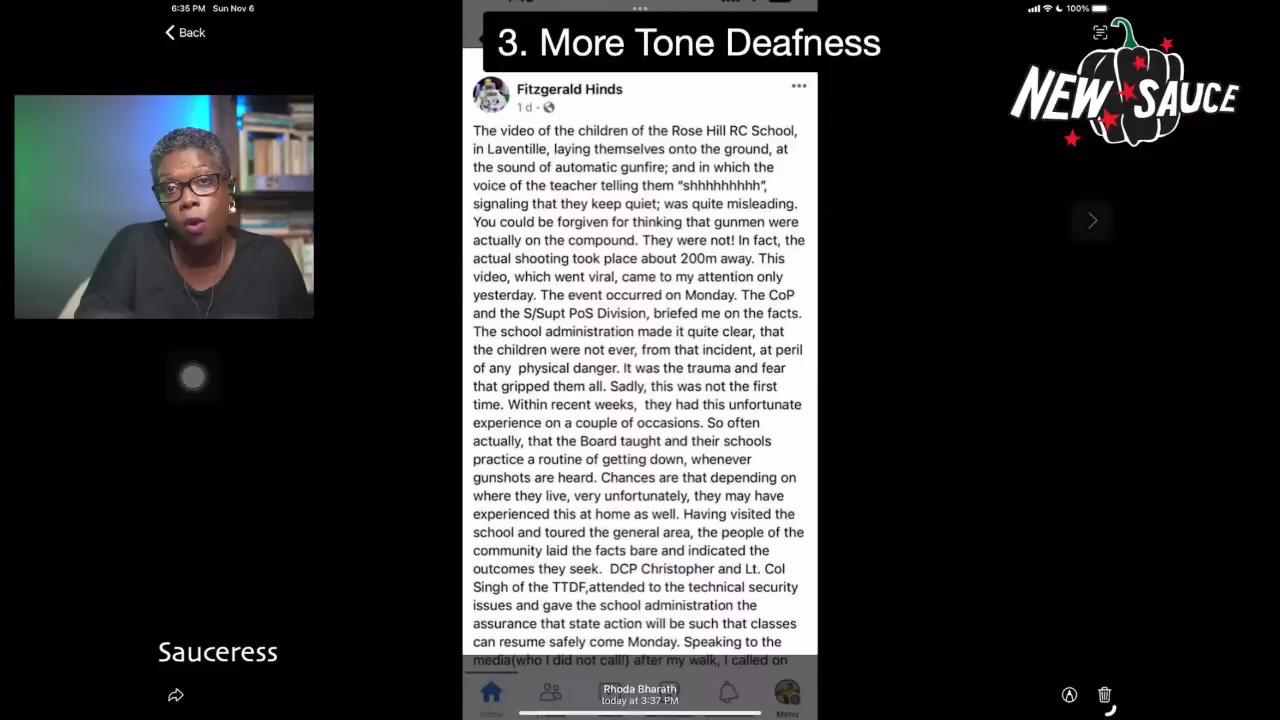 6:35 PM Sun Nov 6
100%
Back
3. More Tone Deafness
NEW SAUCE
Fitzgerald Hinds
1 d
The video of the children of the Rose Hill RC School,
in Laventille, laying themselves onto the ground, at
the sound of automatic gunfire; and in which the
voice of the teacher telling them “shhhhhhhhh”,
signaling that they keep quiet; was quite misleading.
You could be forgiven for thinking that gunmen were
actually on the compound. They were not! In fact, the
actual shooting took place about 200m away. This
video, which went viral, came to my attention only
yesterday. The event occurred on Monday. The CoP
and the S/Supt PoS Division, briefed me on the facts.
The school administration made it quite clear, that
the children were not ever, from that incident, at peril
of any physical danger. It was the trauma and fear
that gripped them all. Sadly, this was not the first
time. Within recent weeks, they had this unfortunate
experience on a couple of occasions. So often
actually, that the Board taught and their schools
practice a routine of getting down, whenever
gunshots are heard. Chances are that depending on
where they live, very unfortunately, they may have
experienced this at home as well. Having visited the
school and toured the general area, the people of the
community laid the facts bare and indicated the
outcomes they seek. DCP Christopher and Lt. Col
Singh of the TTDF,attended to the technical security
issues and gave the school administration the
assurance that state action will be such that classes
can resume safely come Monday. Speaking to the
media(who I did not call!) after my walk, I called on
Sauceress
Rhoda Bharath
today at 3:37 PM
Home
Menu